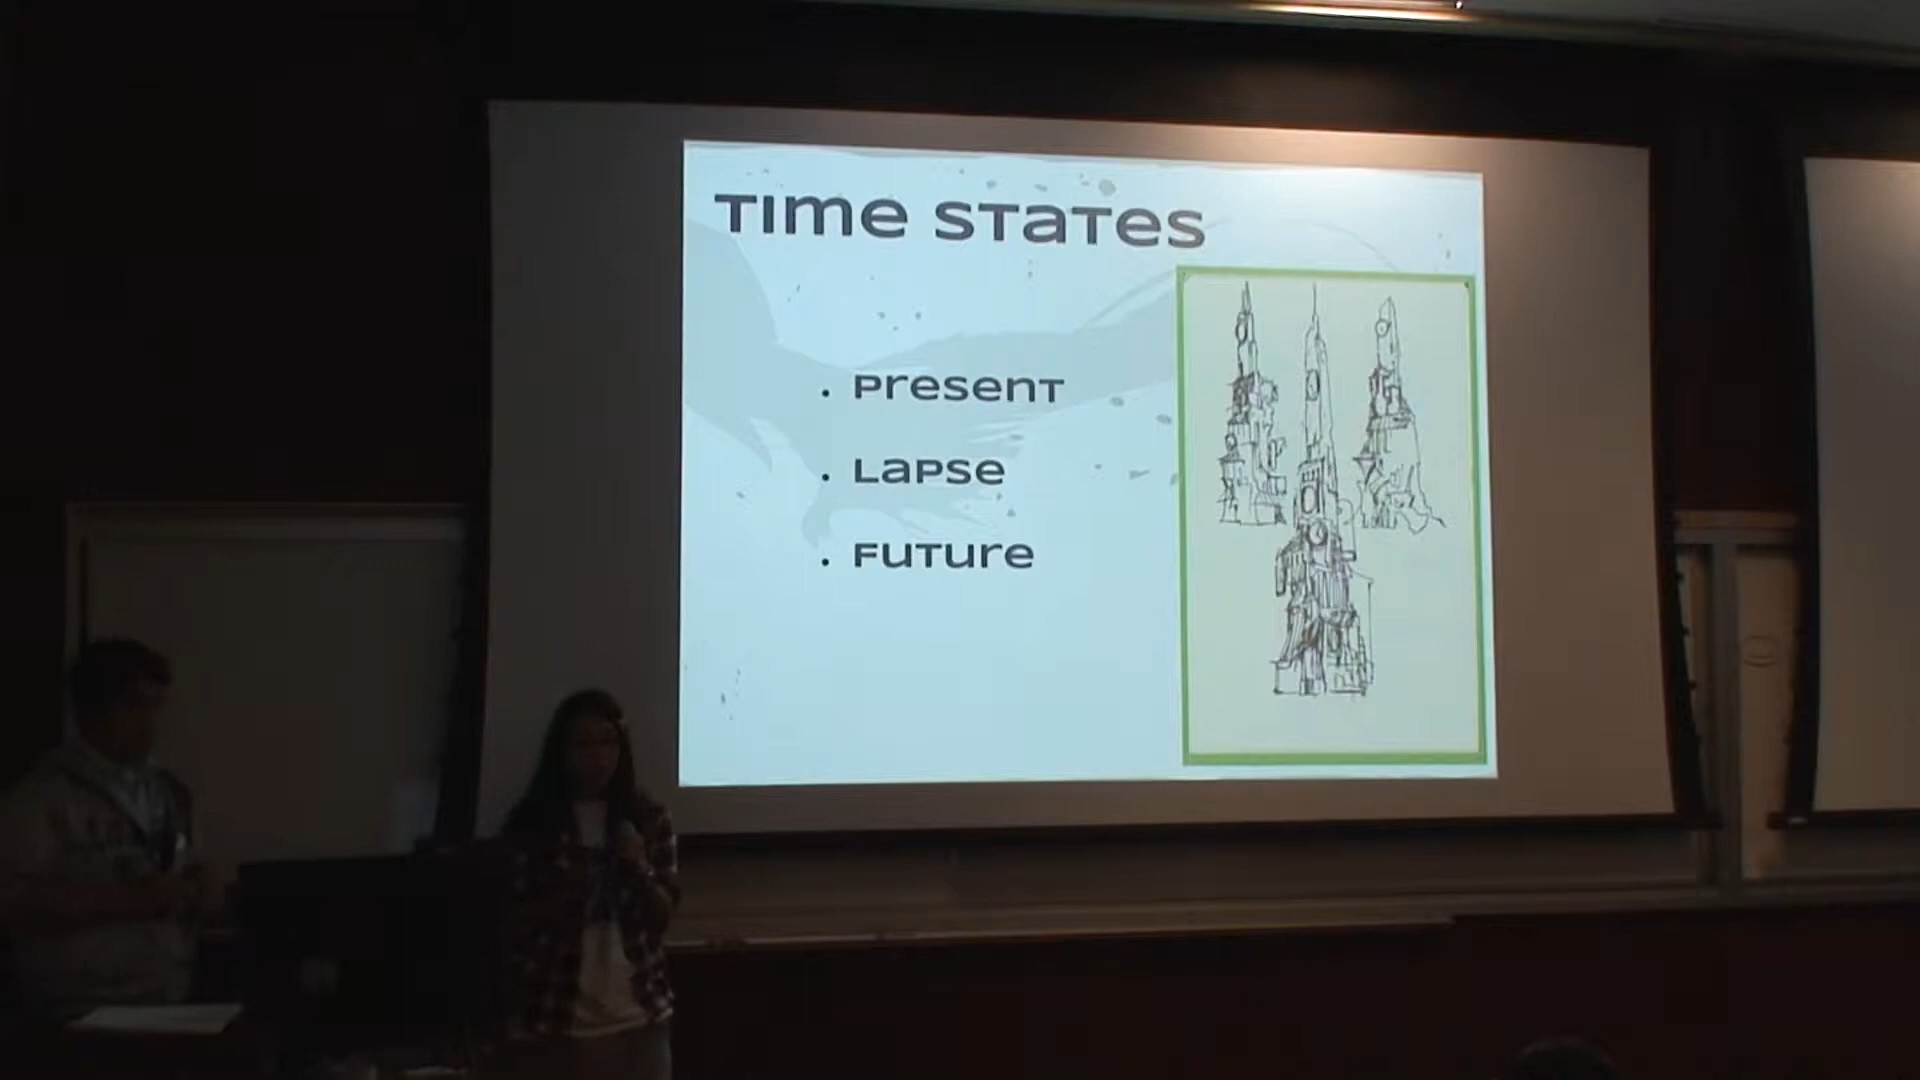 Time States
. Present
. Lapse
. Future